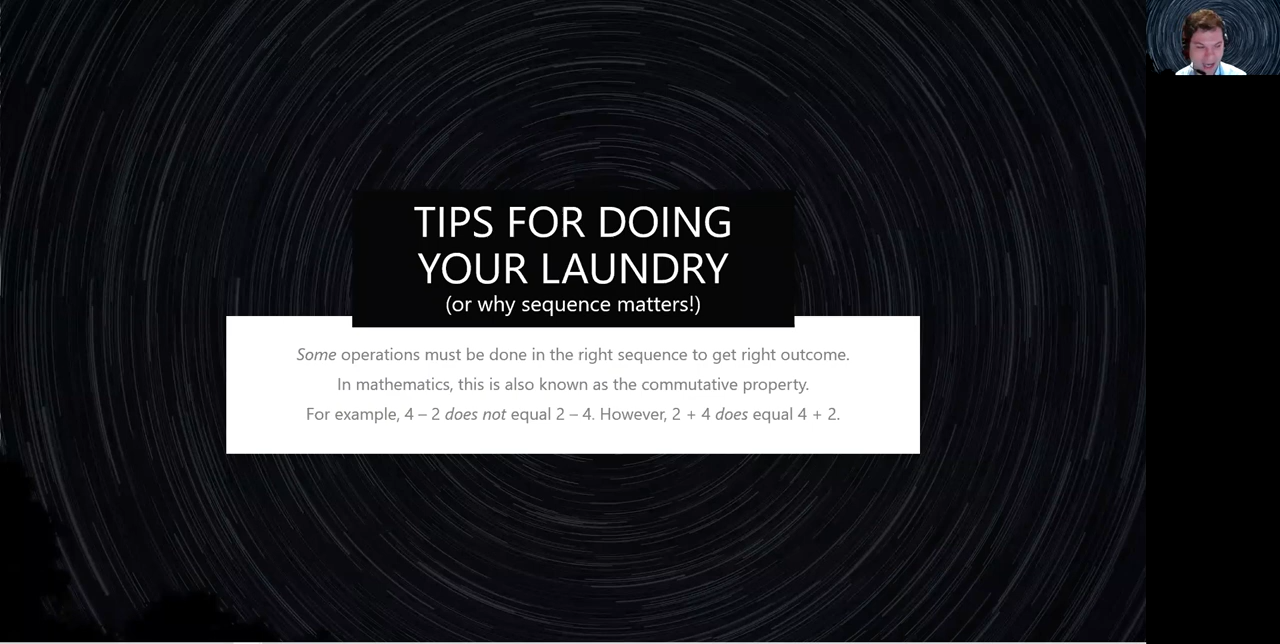 TIPS FOR DOING
YOUR LAUNDRY
(or why sequence matters!)
Some operations must be done in the right sequence to get right outcome.
In mathematics, this is also known as the commutative property.
For example, 4 – 2 does not equal 2 – 4. However, 2 + 4 does equal 4 + 2.